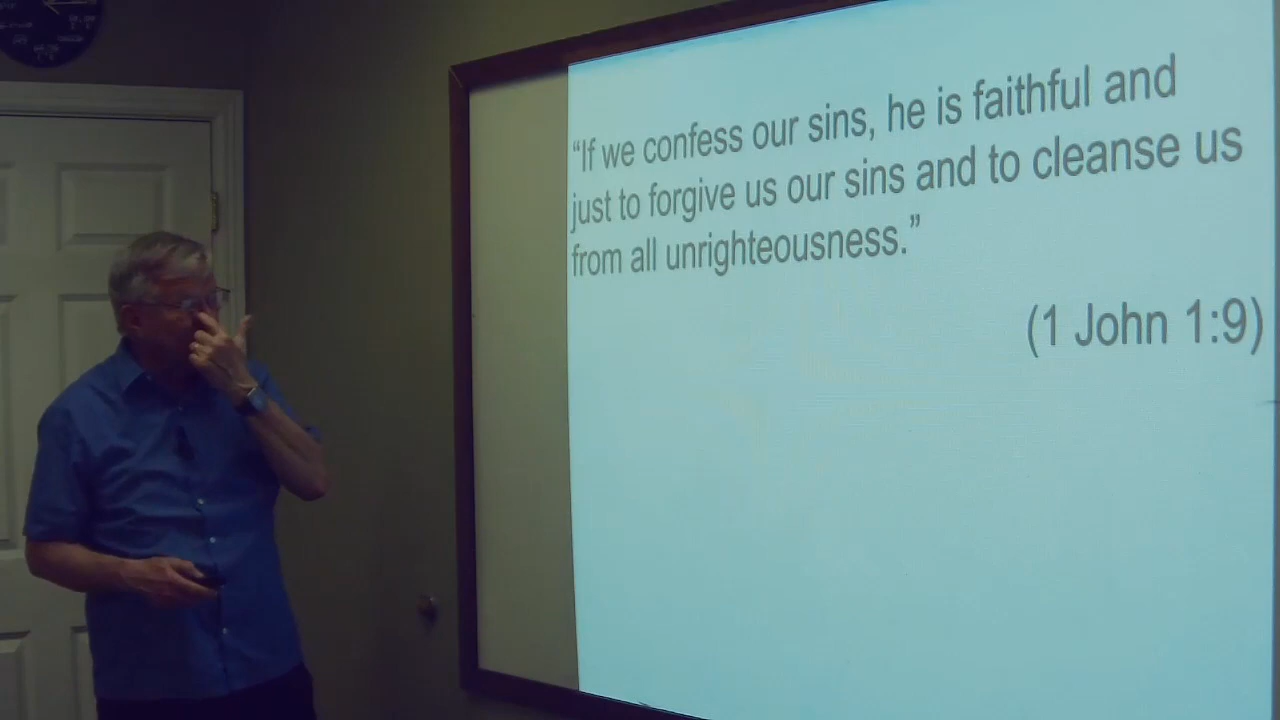 “If we confess our sins, he is faithful and
just to forgive us our sins and to cleanse us
from all unrighteousness.”
(1 John 1:9)